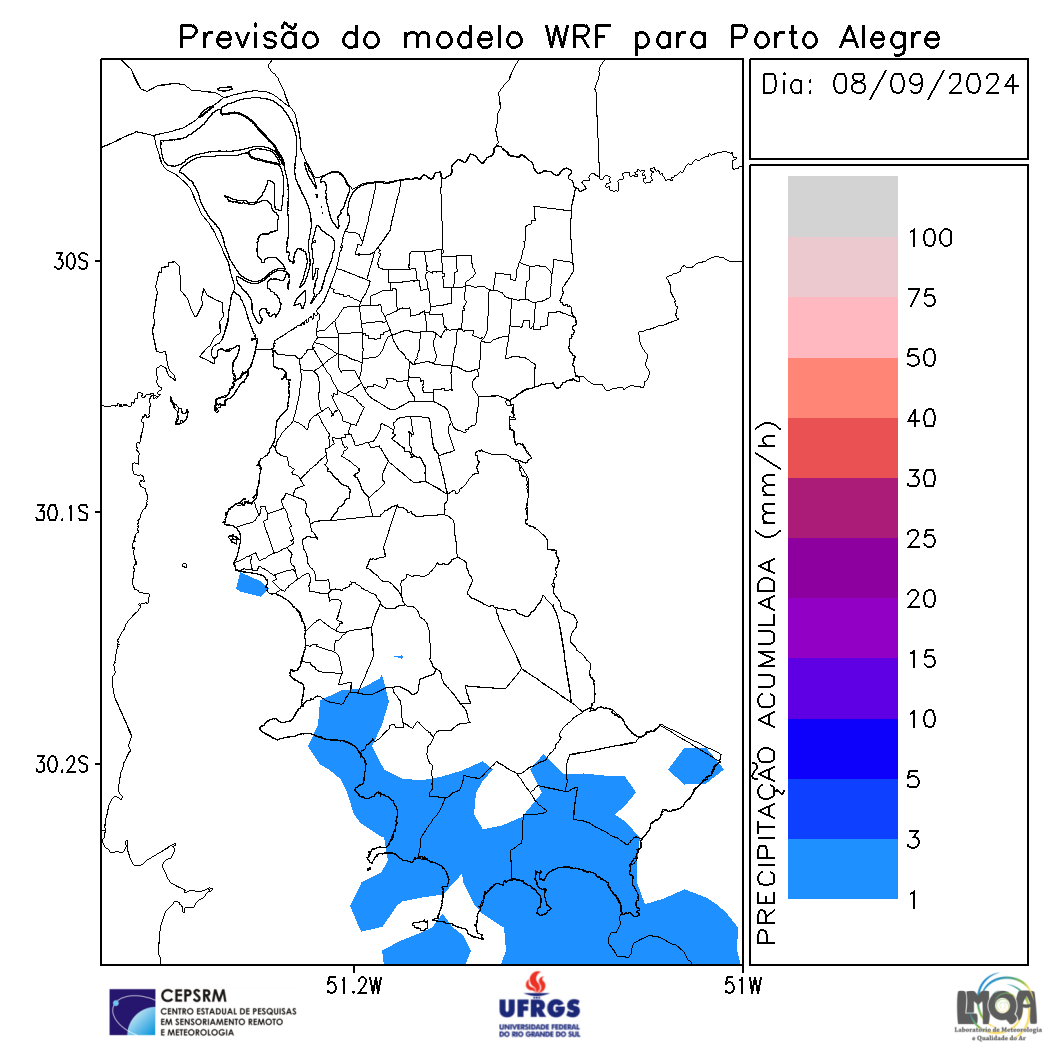 Previsão do modelo WRF para Porto Alegre
Dia: 08/09/2024
30S
30.1S
30.2S
51.2W
51W
PRECIPITAÇÃO ACUMULADA (mm/h)
100
75
50
40
30
25
20
15
10
5
3
1
CEPSRM
CENTRO ESTADUAL DE PESQUISAS
EM SENSORIAMENTO REMOTO
E METEOROLOGIA
UFRGS
UNIVERSIDADE FEDERAL
DO RIO GRANDE DO SUL
LMQA
Laboratório de Meteorologia
e Qualidade do Ar